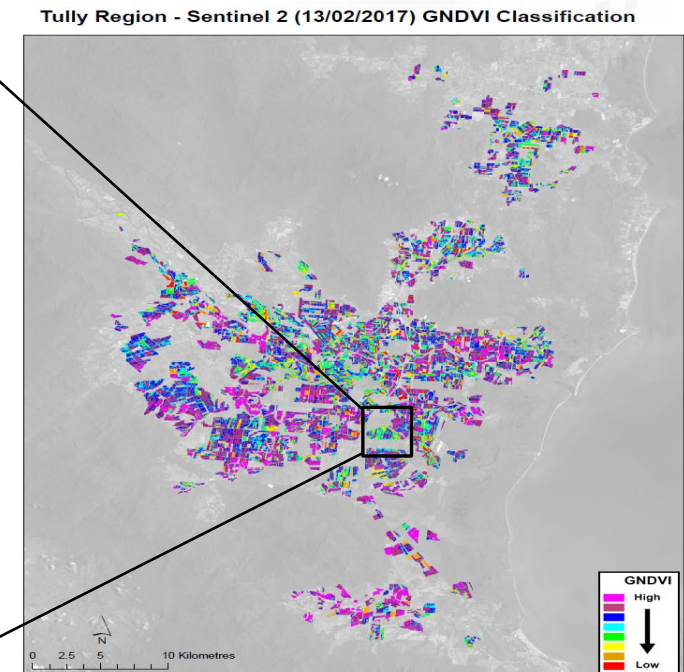 Tully Region - Sentinel 2 (13/02/2017) GNDVI Classification
GNDVI
High
Low
N
0 2.5 5 10 Kilometres